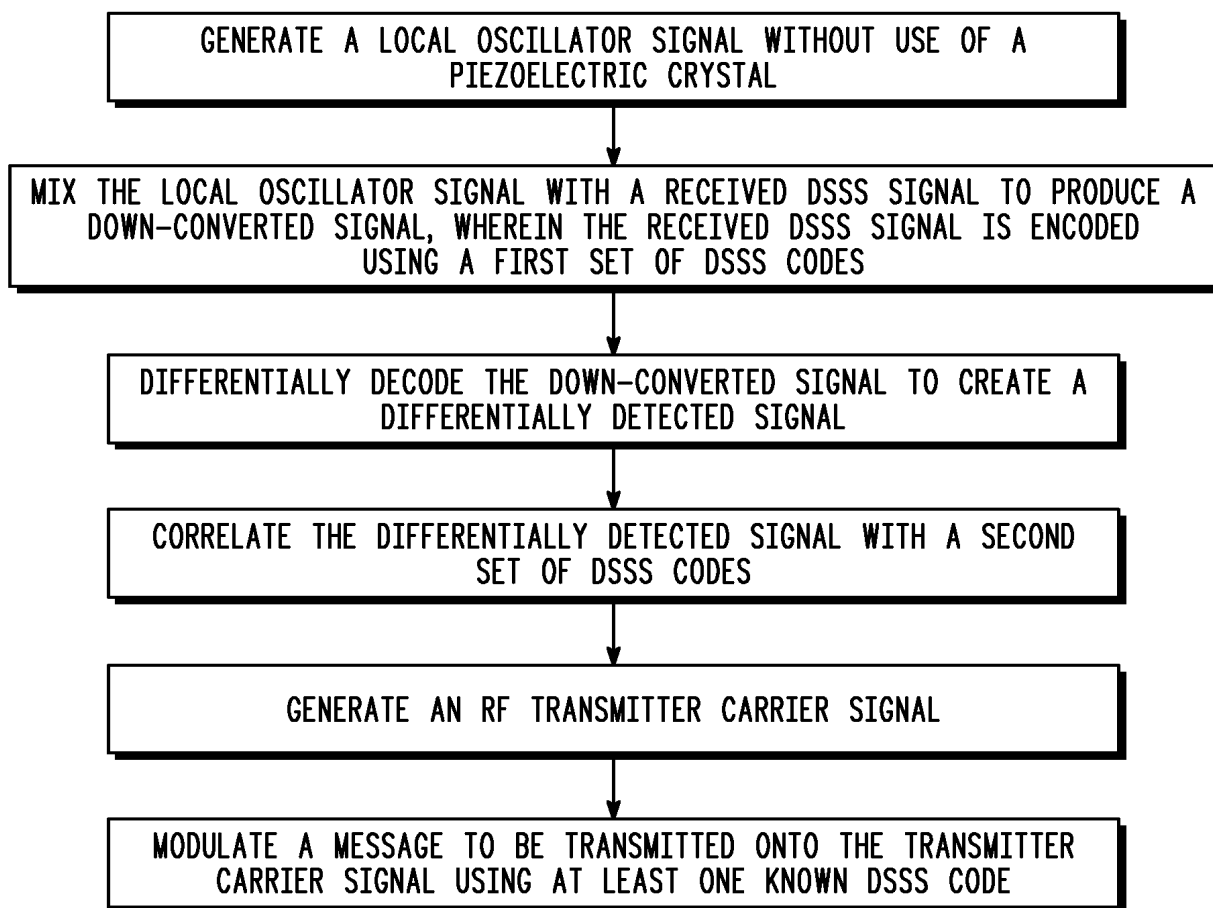 GENERATE A LOCAL OSCILLATOR SIGNAL WITHOUT USE OF A
PIEZOELECTRIC CRYSTAL
MIX THE LOCAL OSCILLATOR SIGNAL WITH A RECEIVED DSSS SIGNAL TO PRODUCE A
DOWN-CONVERTED SIGNAL, WHEREIN THE RECEIVED DSSS SIGNAL IS ENCODED
USING A FIRST SET OF DSSS CODES
DIFFERENTIALLY DECODE THE DOWN-CONVERTED SIGNAL TO CREATE A
DIFFERENTIALLY DETECTED SIGNAL
CORRELATE THE DIFFERENTIALLY DETECTED SIGNAL WITH A SECOND
SET OF DSSS CODES
GENERATE AN RF TRANSMITTER CARRIER SIGNAL
MODULATE A MESSAGE TO BE TRANSMITTED ONTO THE TRANSMITTER
CARRIER SIGNAL USING AT LEAST ONE KNOWN DSSS CODE